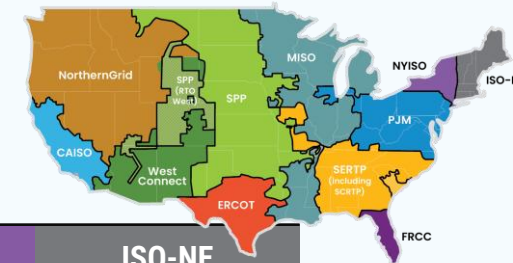 NorthernGrid
SPP
(RTO
West)
SPP
MISO
NYISO
ISO-N
PJM
CAISO
West
Connect
SERTP
(including
SCRTP)
ERCOT
FRCC
ISO-NE